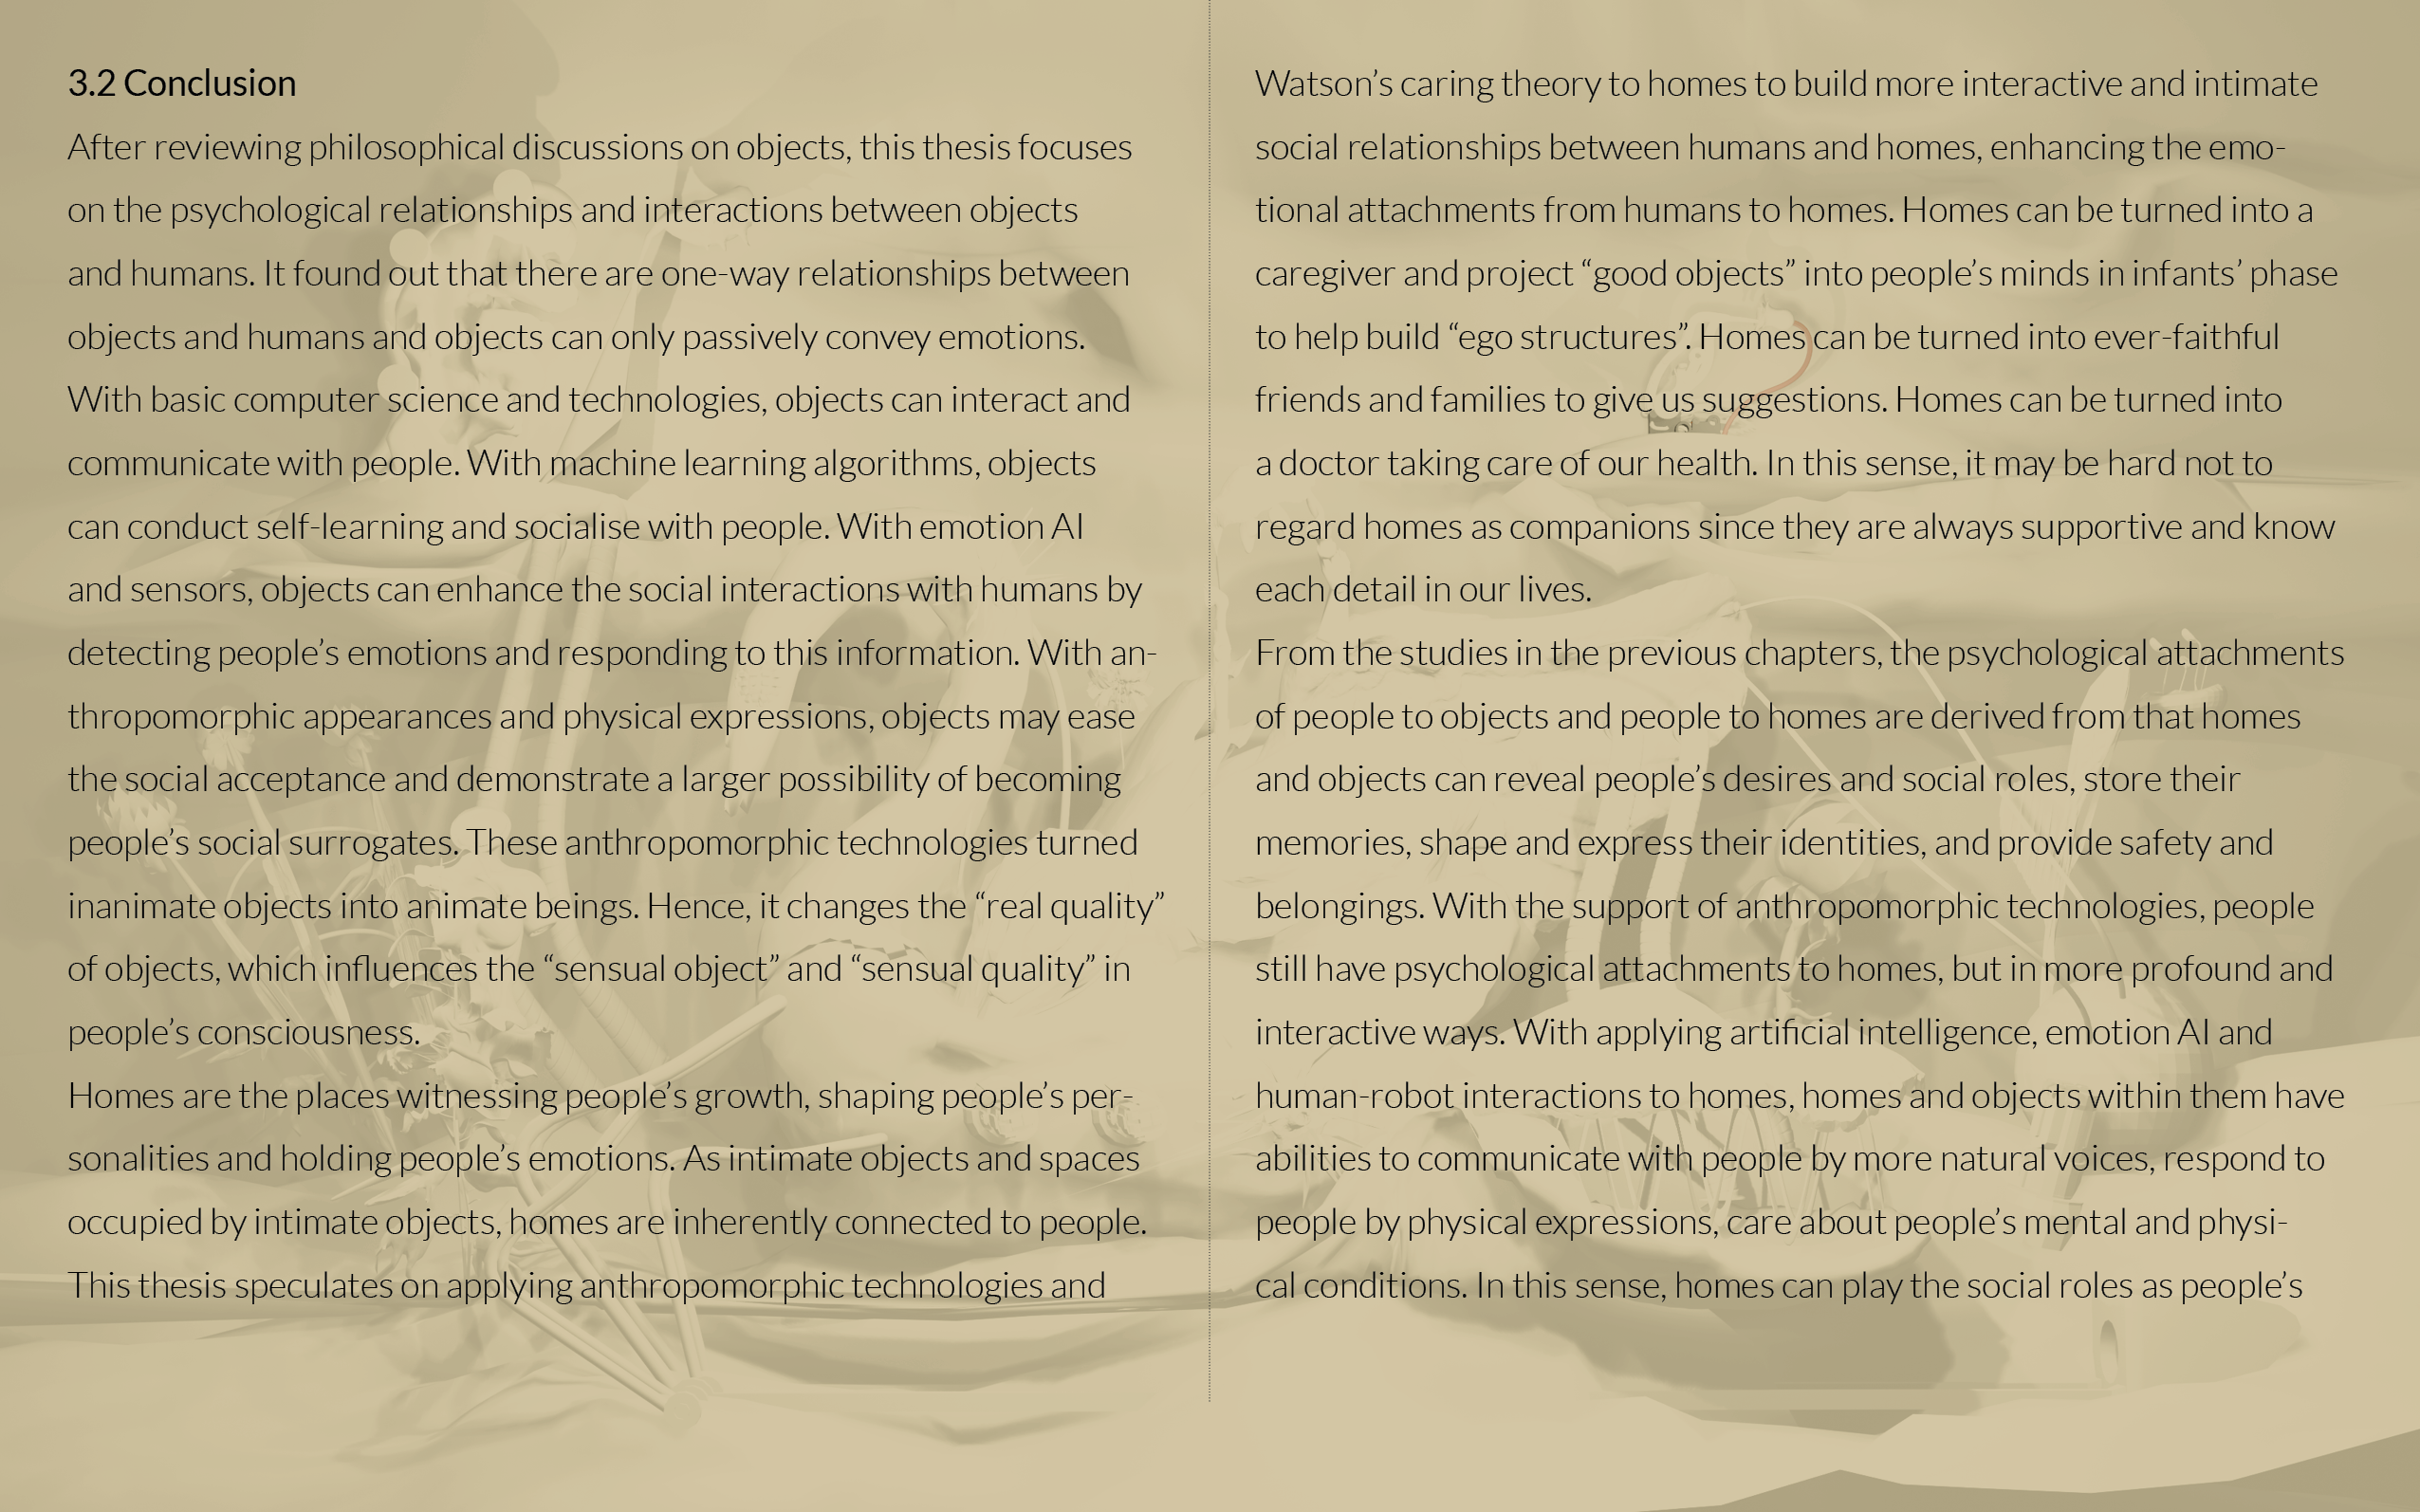 3.2 Conclusion
After reviewing philosophical discussions on objects, this thesis focuses
on the psychological relationships and interactions between objects
and humans. It found out that there are one-way relationships between
objects and humans and objects can only passively convey emotions.
With basic computer science and technologies, objects can interact and
communicate with people. With machine learning algorithms, objects
can conduct self-learning and socialise with people. With emotion AI
and sensors, objects can enhance the social interactions with humans by
detecting people’s emotions and responding to this information. With an-
thropomorphic appearances and physical expressions, objects may ease
the social acceptance and demonstrate a larger possibility of becoming
people’s social surrogates. These anthropomorphic technologies turned
inanimate objects into animate beings. Hence, it changes the “real quality”
of objects, which influences the “sensual object” and “sensual quality” in
people’s consciousness.
Homes are the places witnessing people’s growth, shaping people’s per-
sonalities and holding people’s emotions. As intimate objects and spaces
occupied by intimate objects, homes are inherently connected to people.
This thesis speculates on applying anthropomorphic technologies and
Watson’s caring theory to homes to build more interactive and intimate
social relationships between humans and homes, enhancing the emo-
tional attachments from humans to homes. Homes can be turned into a
caregiver and project “good objects” into people’s minds in infants’ phase
to help build “ego structures”. Homes can be turned into ever-faithful
friends and families to give us suggestions. Homes can be turned into
a doctor taking care of our health. In this sense, it may be hard not to
regard homes as companions since they are always supportive and know
each detail in our lives.
From the studies in the previous chapters, the psychological attachments
of people to objects and people to homes are derived from that homes
and objects can reveal people’s desires and social roles, store their
memories, shape and express their identities, and provide safety and
belongings. With the support of anthropomorphic technologies, people
still have psychological attachments to homes, but in more profound and
interactive ways. With applying artificial intelligence, emotion AI and
human-robot interactions to homes, homes and objects within them have
abilities to communicate with people by more natural voices, respond to
people by physical expressions, care about people’s mental and physi-
cal conditions. In this sense, homes can play the social roles as people’s